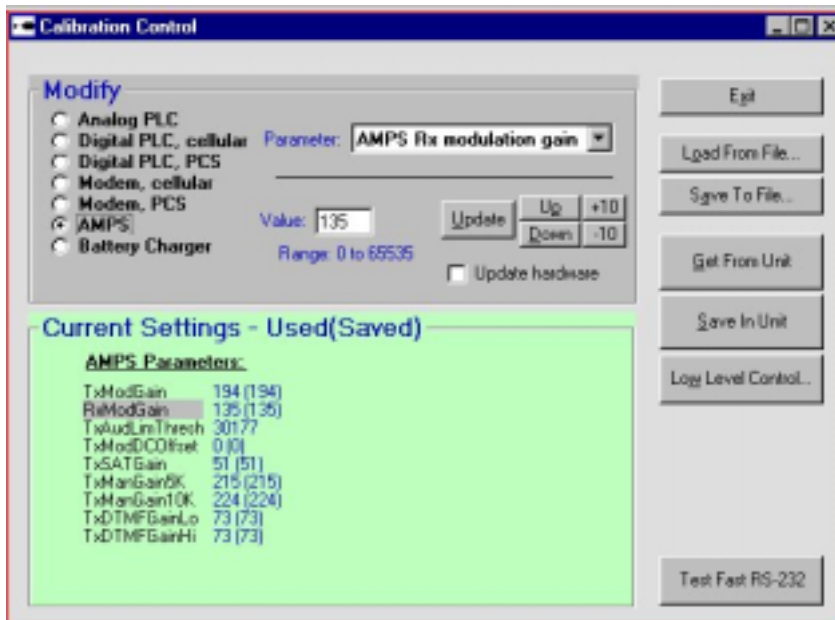 Calibration Control
Modify
Analog PLC
Digital PLC, cellular
Digital PLC, PCS
Modem, cellular
Modem, PCS
AMPS
Battery Charger
Parameter: AMPS Rx modulation gain
Value: 135
Range: 0 to 65535
Update
Up
+10
Down
-10
Update hardware
Exit
Load From File...
Save To File...
Get From Unit
Save In Unit
Low Level Control...
Test Fast RS-232
Current Settings - Used(Saved)
AMPS Parameters:
TxModGain 194 (194)
RxModGain 135 (135)
TxAudLimThresh 30177
TxModDCOffset 0 (0)
TxSATGain 51 (51)
TxManGain5K 215 (215)
TxManGain10K 224 (224)
TxDTMFGainLo 73 (73)
TxDTMFGainHi 73 (73)